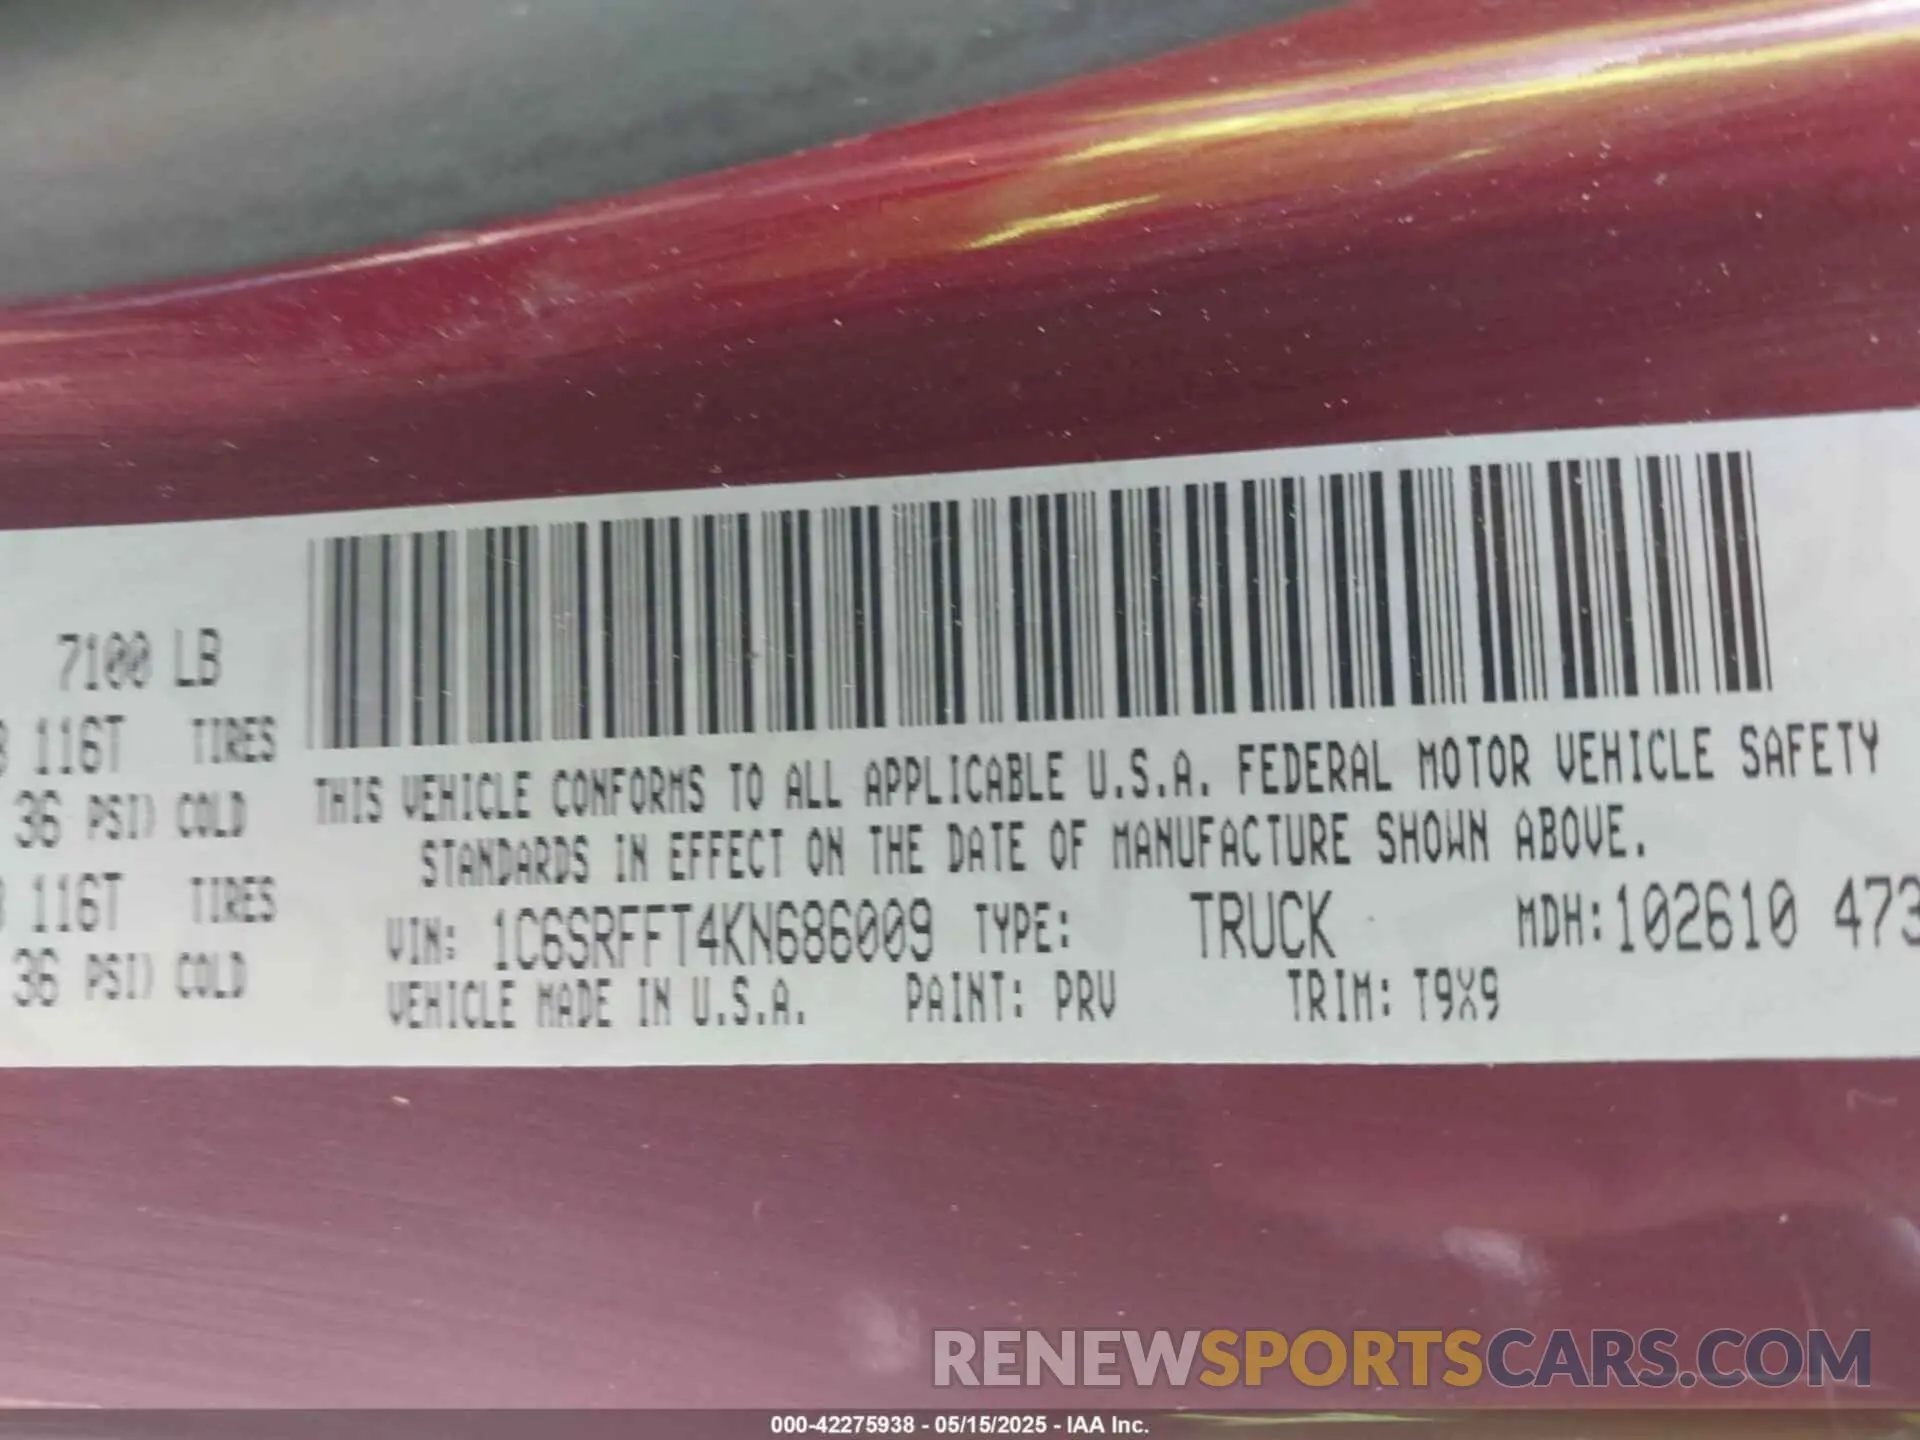 7100 LB
116T TIRES
36 PSI) COLD
116T TIRES
36 PSI) COLD
THIS VEHICLE CONFORMS TO ALL APPLICABLE U.S.A. FEDERAL MOTOR VEHICLE SAFETY
STANDARDS IN EFFECT ON THE DATE OF MANUFACTURE SHOWN ABOVE.
VIN: 1C6SRFFT4KN686009 TYPE: TRUCK MDH:102610 473
VEHICLE MADE IN U.S.A. PAINT: PRV TRIM: T9X9
RENEWSPORTSCARS.COM
000-42275938 - 05/15/2025 - IAA Inc.